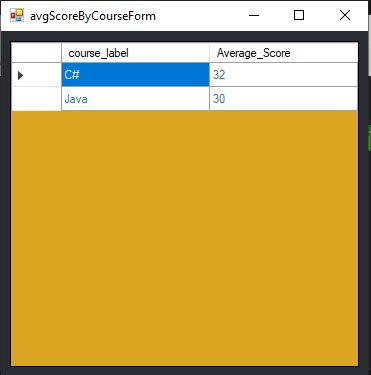 avgScoreByCourseForm
course_label Average_Score
C# 32
Java 30